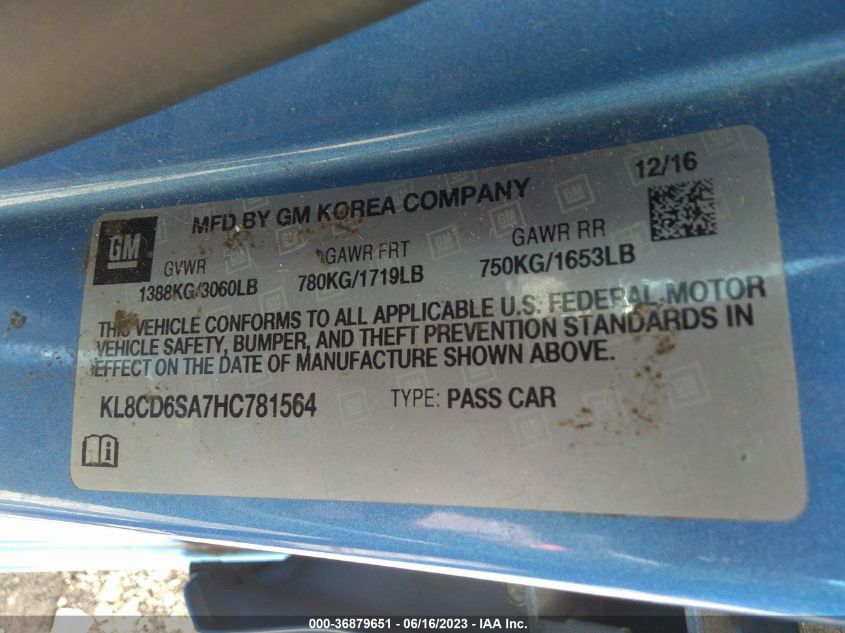 12/16
MFD BY GM KOREA COMPANY
GM
GVWR GAWR FRT GAWR RR
1388KG/3060LB 780KG/1719LB 750KG/1653LB
THIS VEHICLE CONFORMS TO ALL APPLICABLE U.S. FEDERAL MOTOR
VEHICLE SAFETY, BUMPER, AND THEFT PREVENTION STANDARDS IN
EFFECT ON THE DATE OF MANUFACTURE SHOWN ABOVE.
KL8CD6SA7HC781564 TYPE: PASS CAR
000-36879651 - 06/16/2023 - IAA Inc.